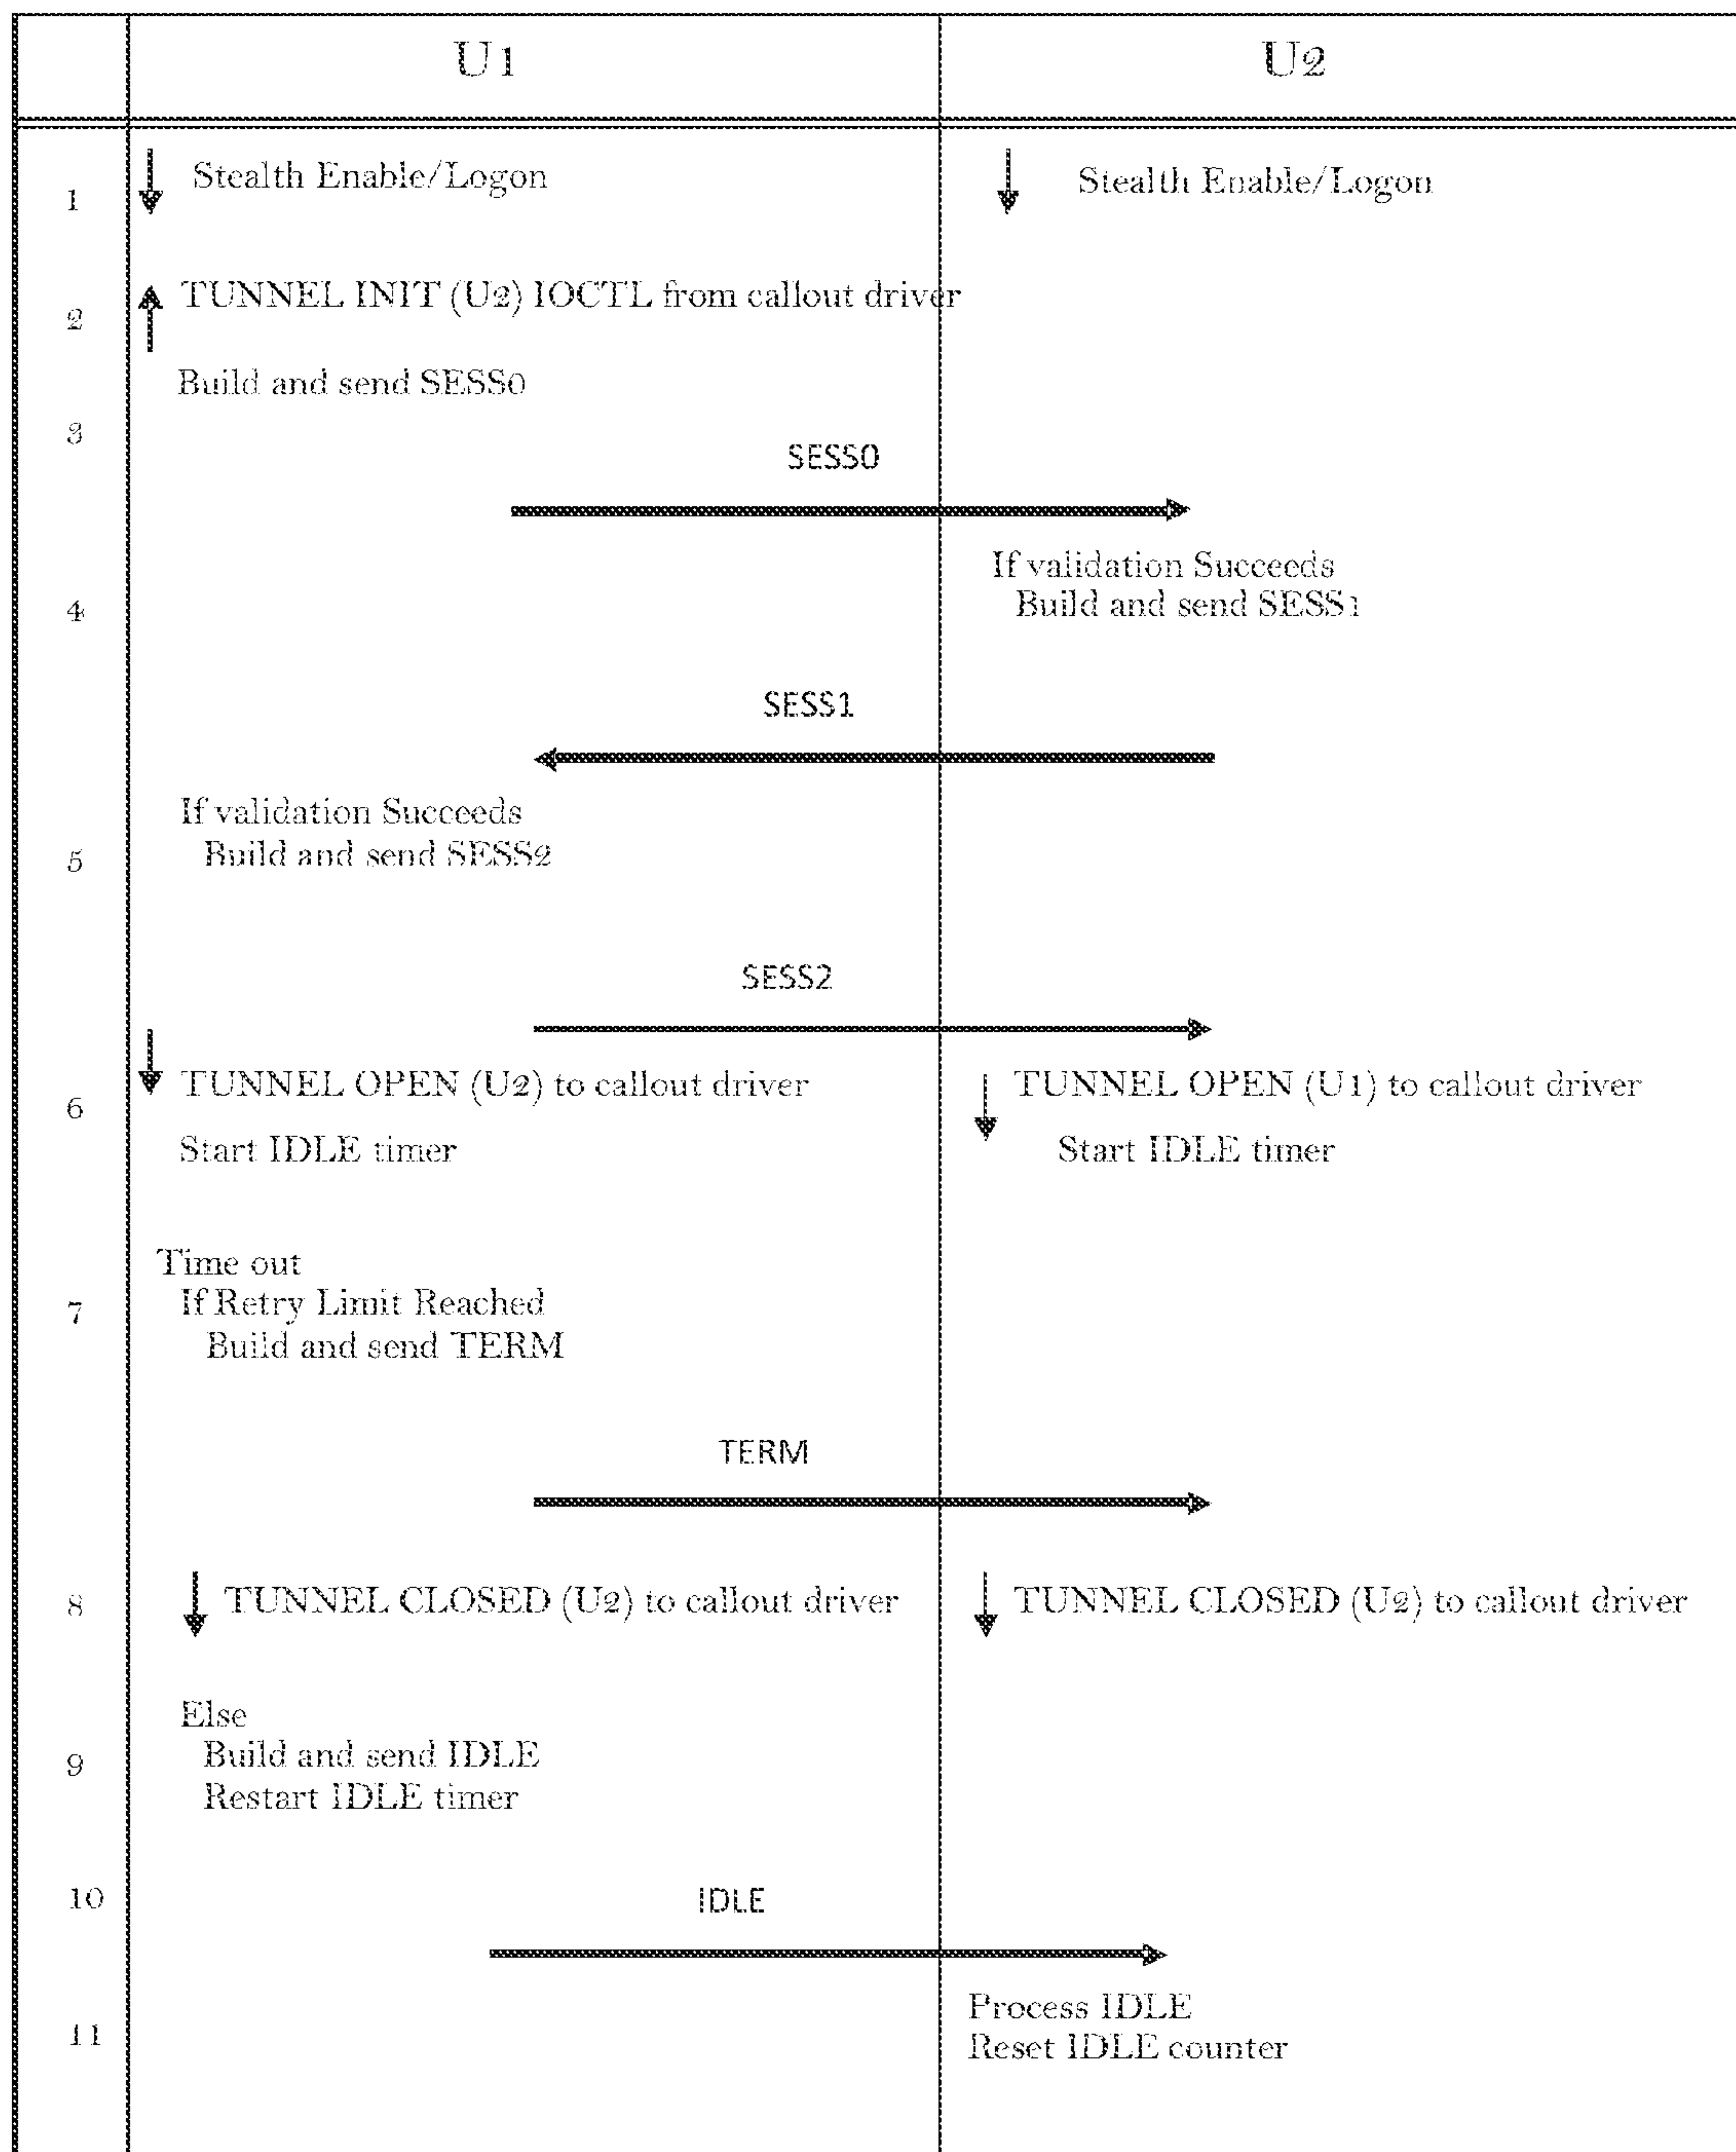 U1
U2
1
Stealth Enable/Logon
Stealth Enable/Logon
2
TUNNEL INIT (U2) IOCTL from callout driver
Build and send SESS0
3
SESS0
If validation Succeeds
4
Build and send SESS1
SESS1
If validation Succeeds
5
Build and send SESS2
SESS2
6
TUNNEL OPEN (U2) to callout driver
TUNNEL OPEN (U1) to callout driver
Start IDLE timer
Start IDLE timer
Time out
7
If Retry Limit Reached
Build and send TERM
TERM
8
TUNNEL CLOSED (U2) to callout driver
TUNNEL CLOSED (U2) to callout driver
Else
9
Build and send IDLE
Restart IDLE timer
10
IDLE
Process IDLE
11
Reset IDLE counter